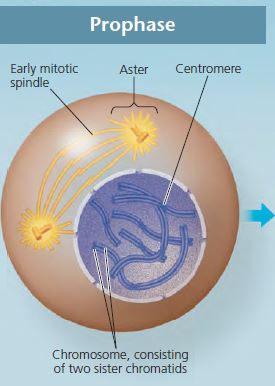 Prophase
Early mitotic
spindle
Aster
Centromere
Chromosome, consisting
of two sister chromatids